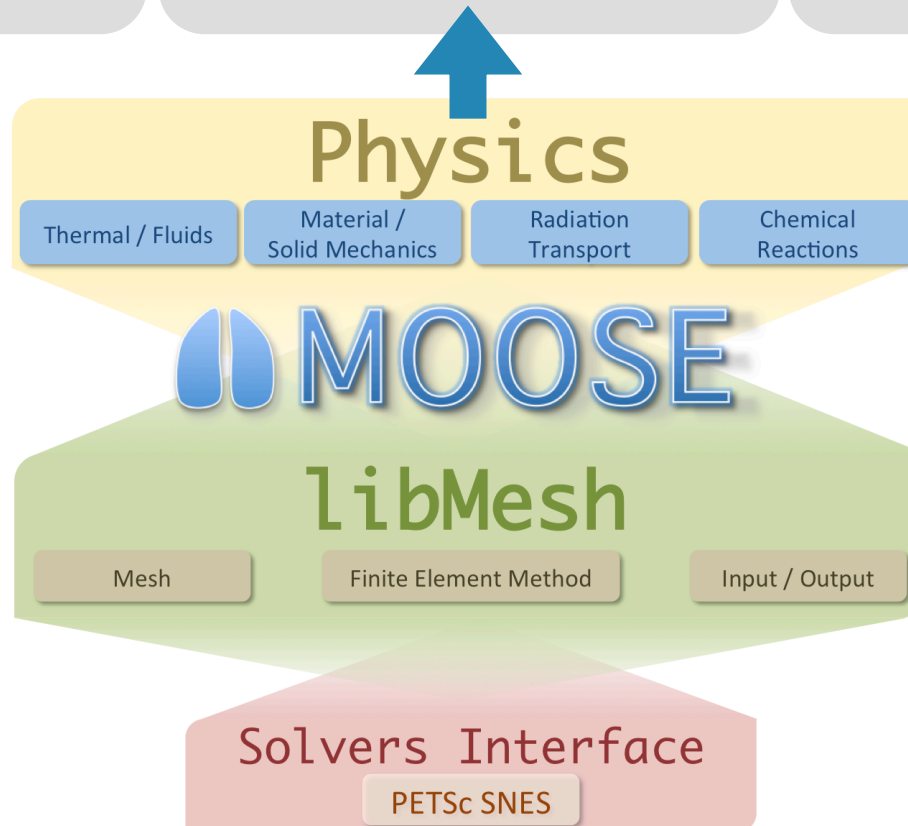 Physics
Thermal / Fluids
Material /
Solid Mechanics
Radiation
Transport
Chemical
Reactions
MOOSE
libMesh
Mesh
Finite Element Method
Input / Output
Solvers Interface
PETSc SNES